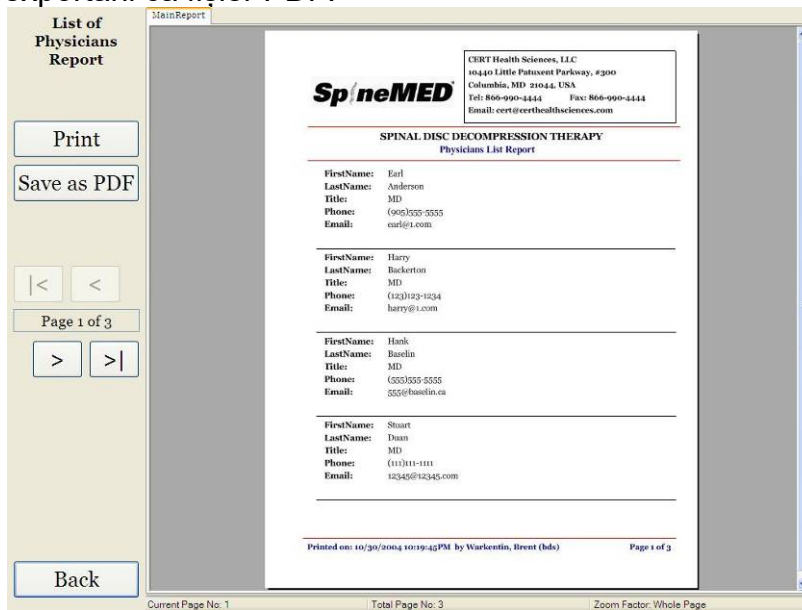 List of
Physicians
Report
Print
Save as PDF
|<
<
Page 1 of 3
>
>|
Back
MainReport
SpineMED
CERT Health Sciences, LLC
10440 Little Patuxent Parkway, #300
Columbia, MD 21044, USA
Tel: 866-990-4444 Fax: 866-990-4444
Email: cert@certhealthsciences.com
SPINAL DISC DECOMPRESSION THERAPY
Physicians List Report
FirstName: Earl
LastName: Anderson
Title: MD
Phone: (905)555-5555
Email: earl@1.com
FirstName: Harry
LastName: Backerton
Title: MD
Phone: (123)123-1234
Email: harry@1.com
FirstName: Hank
LastName: Baselin
Title: MD
Phone: (555)555-5555
Email: 555@baselin.ca
FirstName: Stuart
LastName: Duan
Title: MD
Phone: (111)111-1111
Email: 12345@12345.com
Printed on: 10/30/2004 10:19:45PM by Warkentin, Brent (hds) Page 1 of 3
Current Page No: 1 Total Page No: 3 Zoom Factor: Whole Page